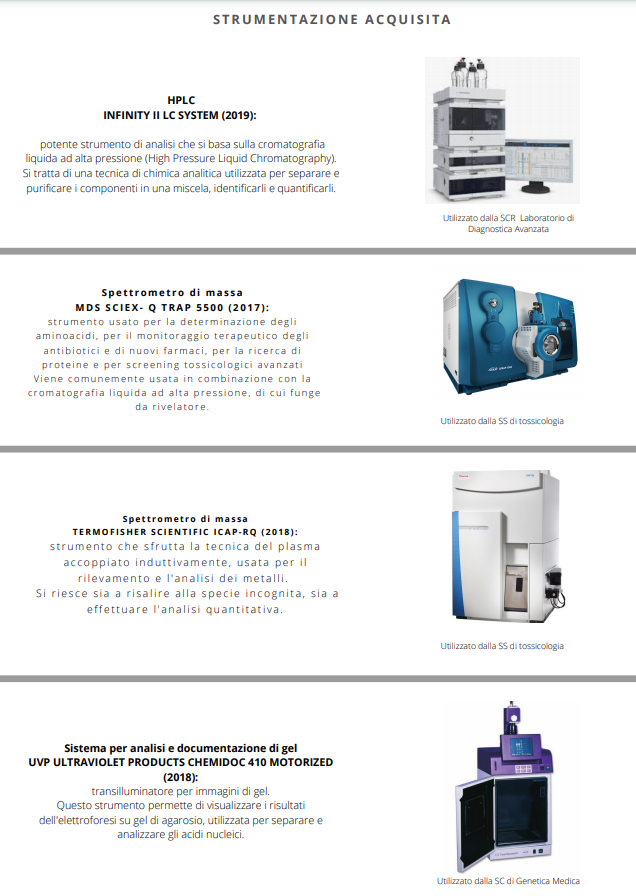 STRUMENTAZIONE ACQUISITA
HPLC
INFINITY II LC SYSTEM (2019):
potente strumento di analisi che si basa sulla cromatografia
liquida ad alta pressione (High Pressure Liquid Chromatography).
Si tratta di una tecnica di chimica analitica utilizzata per separare e
purificare i componenti in una miscela, identificarli e quantificarli.
Utilizzato dalla SCR Laboratorio di
Diagnostica Avanzata
Spettrometro di massa
MDS SCIEX- Q TRAP 5500 (2017):
strumento usato per la determinazione degli
aminoacidi, per il monitoraggio terapeutico degli
antibiotici e di nuovi farmaci, per la ricerca di
proteine e per screening tossicologici avanzati
Viene comunemente usata in combinazione con la
cromatografia liquida ad alta pressione, di cui funge
da rivelatore.
Utilizzato dalla SS di tossicologia
Spettrometro di massa
TERMOFISHER SCIENTIFIC ICAP-RQ (2018):
strumento che sfrutta la tecnica del plasma
accoppiato induttivamente, usata per il
rilevamento e l'analisi dei metalli.
Si riesce sia a risalire alla specie incognita, sia a
effettuare l'analisi quantitativa.
Utilizzato dalla SS di tossicologia
Sistema per analisi e documentazione di gel
UVP ULTRAVIOLET PRODUCTS CHEMIDOC 410 MOTORIZED
(2018):
transilluminatore per immagini di gel.
Questo strumento permette di visualizzare i risultati
dell'elettroforesi su gel di agarosio, utilizzata per separare e
analizzare gli acidi nucleici.
Utilizzato dalla SC di Genetica Medica